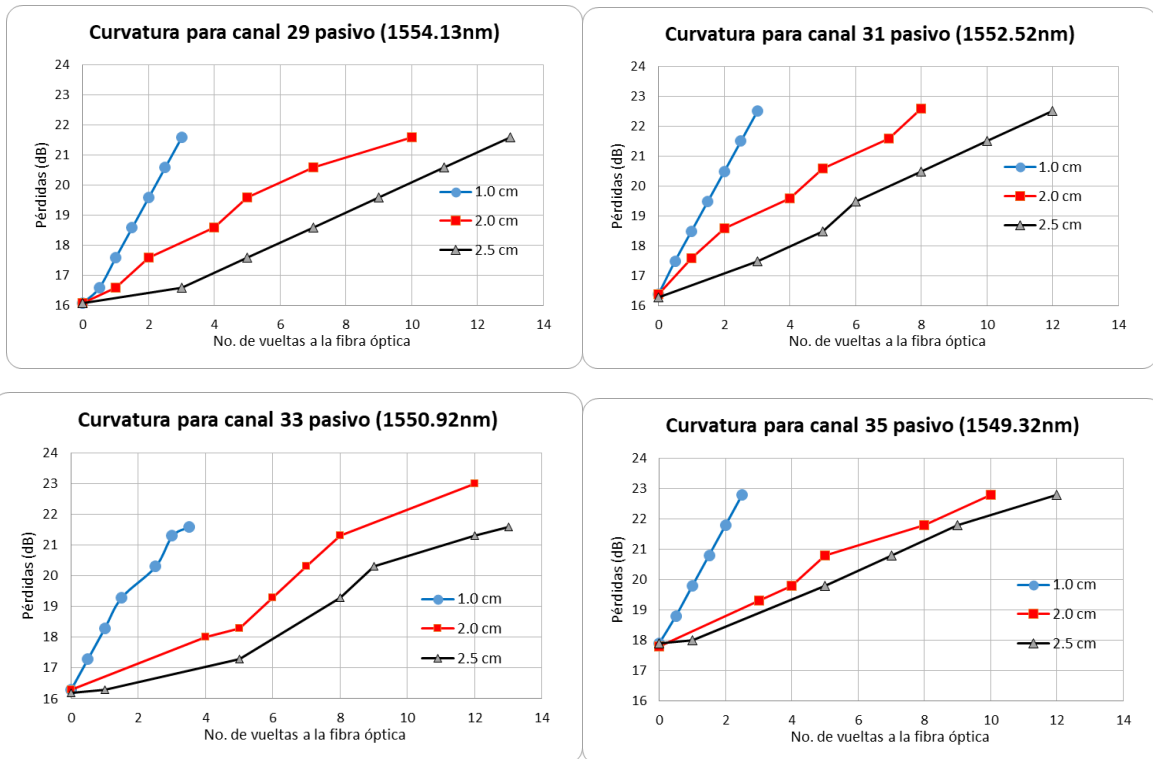 Curvatura para canal 29 pasivo (1554.13nm)
Pérdidas (dB)
24
23
22
21
20
19
18
17
16
0 2 4 6 8 10 12 14
No. de vueltas a la fibra óptica
1.0 cm
2.0 cm
2.5 cm
Curvatura para canal 31 pasivo (1552.52nm)
Pérdidas (dB)
24
23
22
21
20
19
18
17
16
0 2 4 6 8 10 12 14
No. de vueltas a la fibra óptica
1.0 cm
2.0 cm
2.5 cm
Curvatura para canal 33 pasivo (1550.92nm)
Pérdidas (dB)
24
23
22
21
20
19
18
17
16
0 2 4 6 8 10 12 14
No. de vueltas a la fibra óptica
1.0 cm
2.0 cm
2.5 cm
Curvatura para canal 35 pasivo (1549.32nm)
Pérdidas (dB)
24
23
22
21
20
19
18
17
16
0 2 4 6 8 10 12 14
No. de vueltas a la fibra óptica
1.0 cm
2.0 cm
2.5 cm